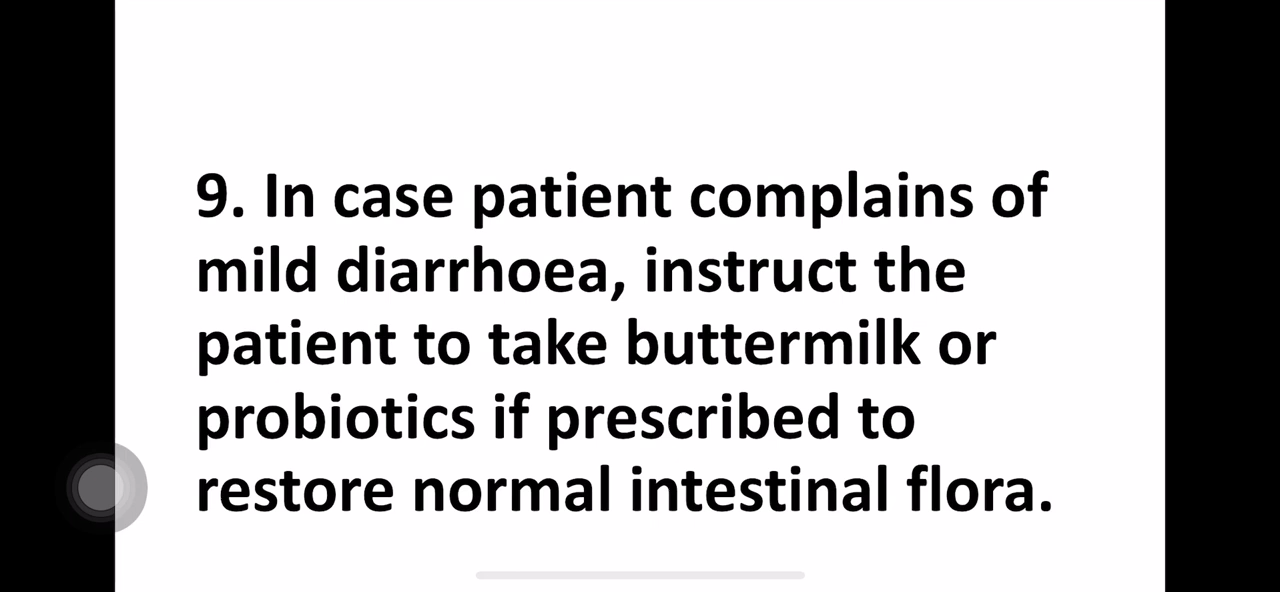 9. In case patient complains of
mild diarrhoea, instruct the
patient to take buttermilk or
probiotics if prescribed to
restore normal intestinal flora.